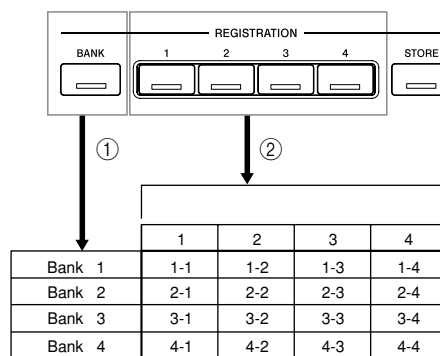 REGISTRATION
BANK 1 2 3 4 STORE
① ②
1 2 3 4
Bank 1 1-1 1-2 1-3 1-4
Bank 2 2-1 2-2 2-3 2-4
Bank 3 3-1 3-2 3-3 3-4
Bank 4 4-1 4-2 4-3 4-4